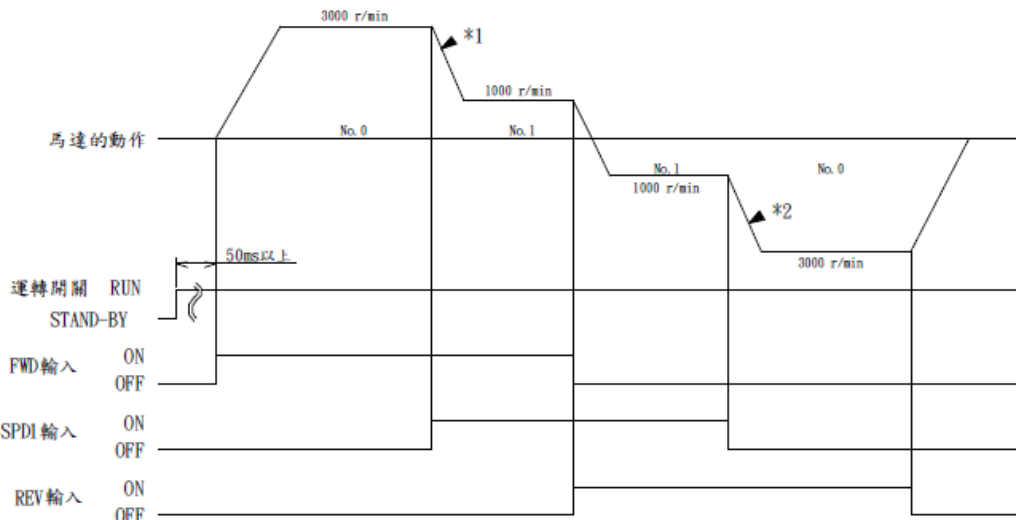 3000 r/min
*1
1000 r/min
馬達的動作
No.0
No.1
No.1
No.0
1000 r/min
*2
50ms以上
3000 r/min
運轉開關 RUN
STAND-BY
FWD輸入 ON
OFF
SPD1輸入 ON
OFF
REV輸入 ON
OFF